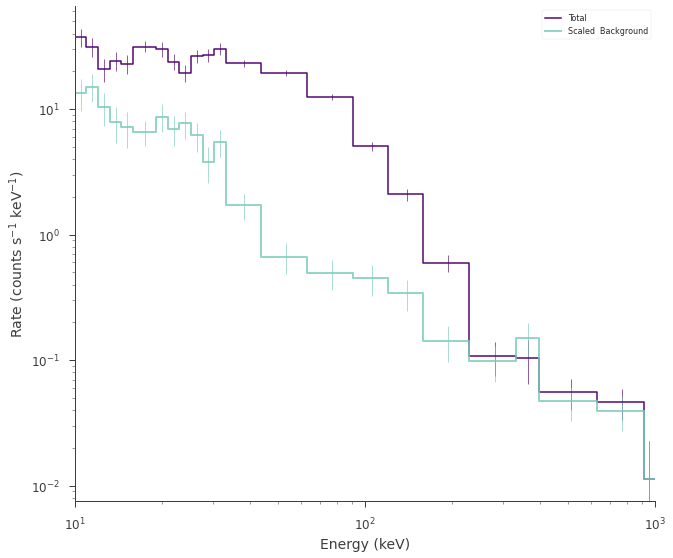 Total
Scaled Background
10¹
10⁰
10⁻¹
10⁻²
Rate (counts s⁻¹ keV⁻¹)
10¹ 10² 10³
Energy (keV)